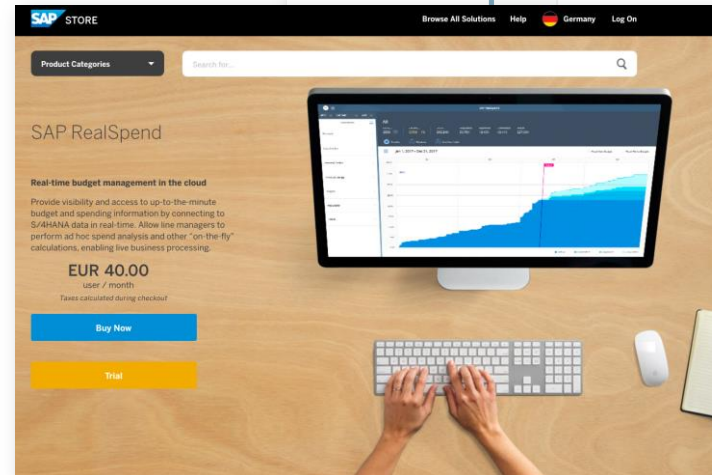 SAP STORE
Browse All Solutions Help Germany Log On
Product Categories
Search for...
SAP RealSpend
Real-time budget management in the cloud
Provide visibility and access to up-to-the-minute
budget and spending information by connecting to
S/4HANA data in real-time. Allow line managers to
perform ad hoc spend analysis and other "on-the-fly"
calculations, enabling live business processing.
EUR 40.00
user / month
Taxes calculated during checkout
Buy Now
Trial